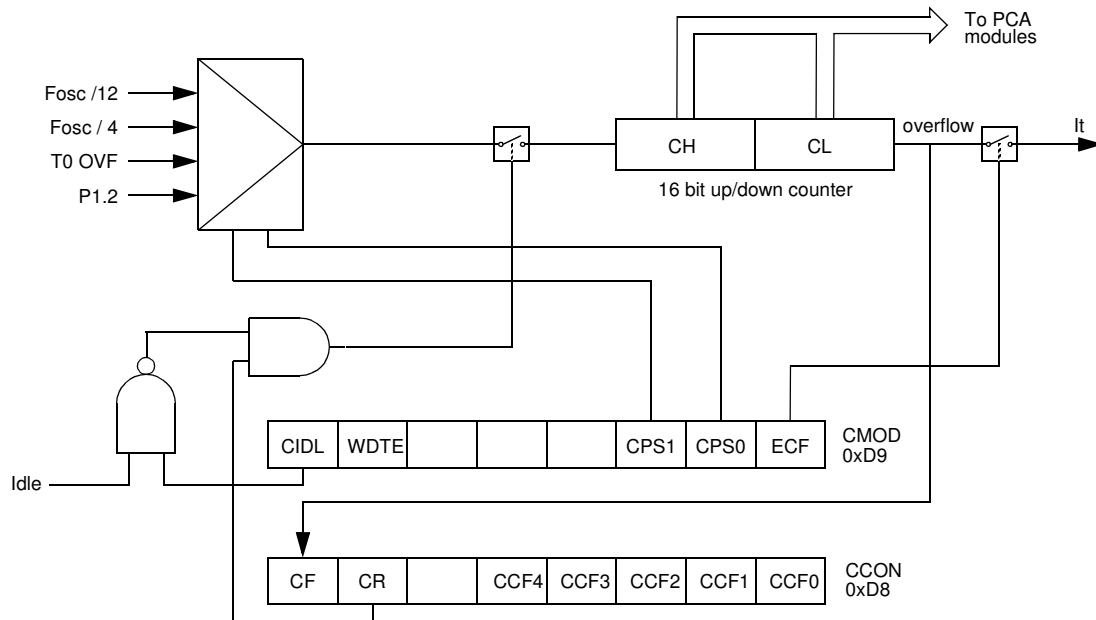 To PCA
modules
Fosc /12
Fosc / 4
T0 OVF
P1.2
CH
CL
overflow
It
16 bit up/down counter
CIDL
WDTE
CPS1
CPS0
ECF
CMOD
0xD9
Idle
CF
CR
CCF4
CCF3
CCF2
CCF1
CCF0
CCON
0xD8